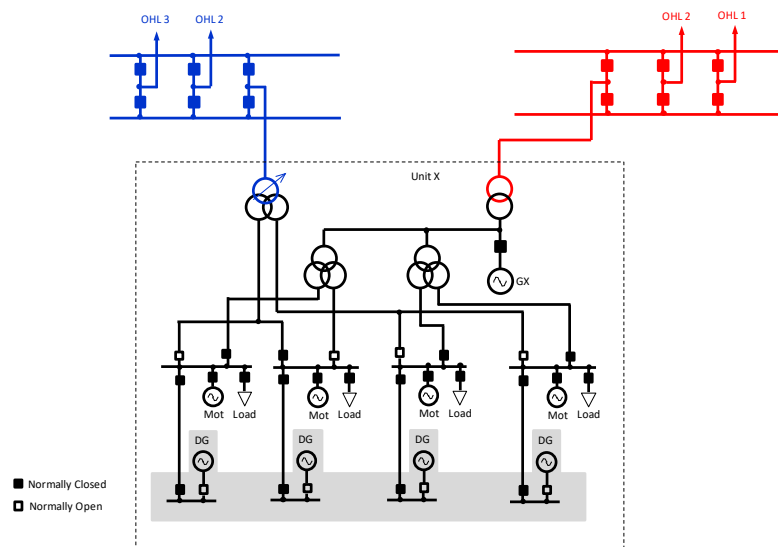 OHL 3
OHL 2
OHL 2
OHL 1
Unit X
GX
Mot
Load
Mot
Load
Mot
Load
Mot
Load
DG
DG
DG
DG
Normally Closed
Normally Open